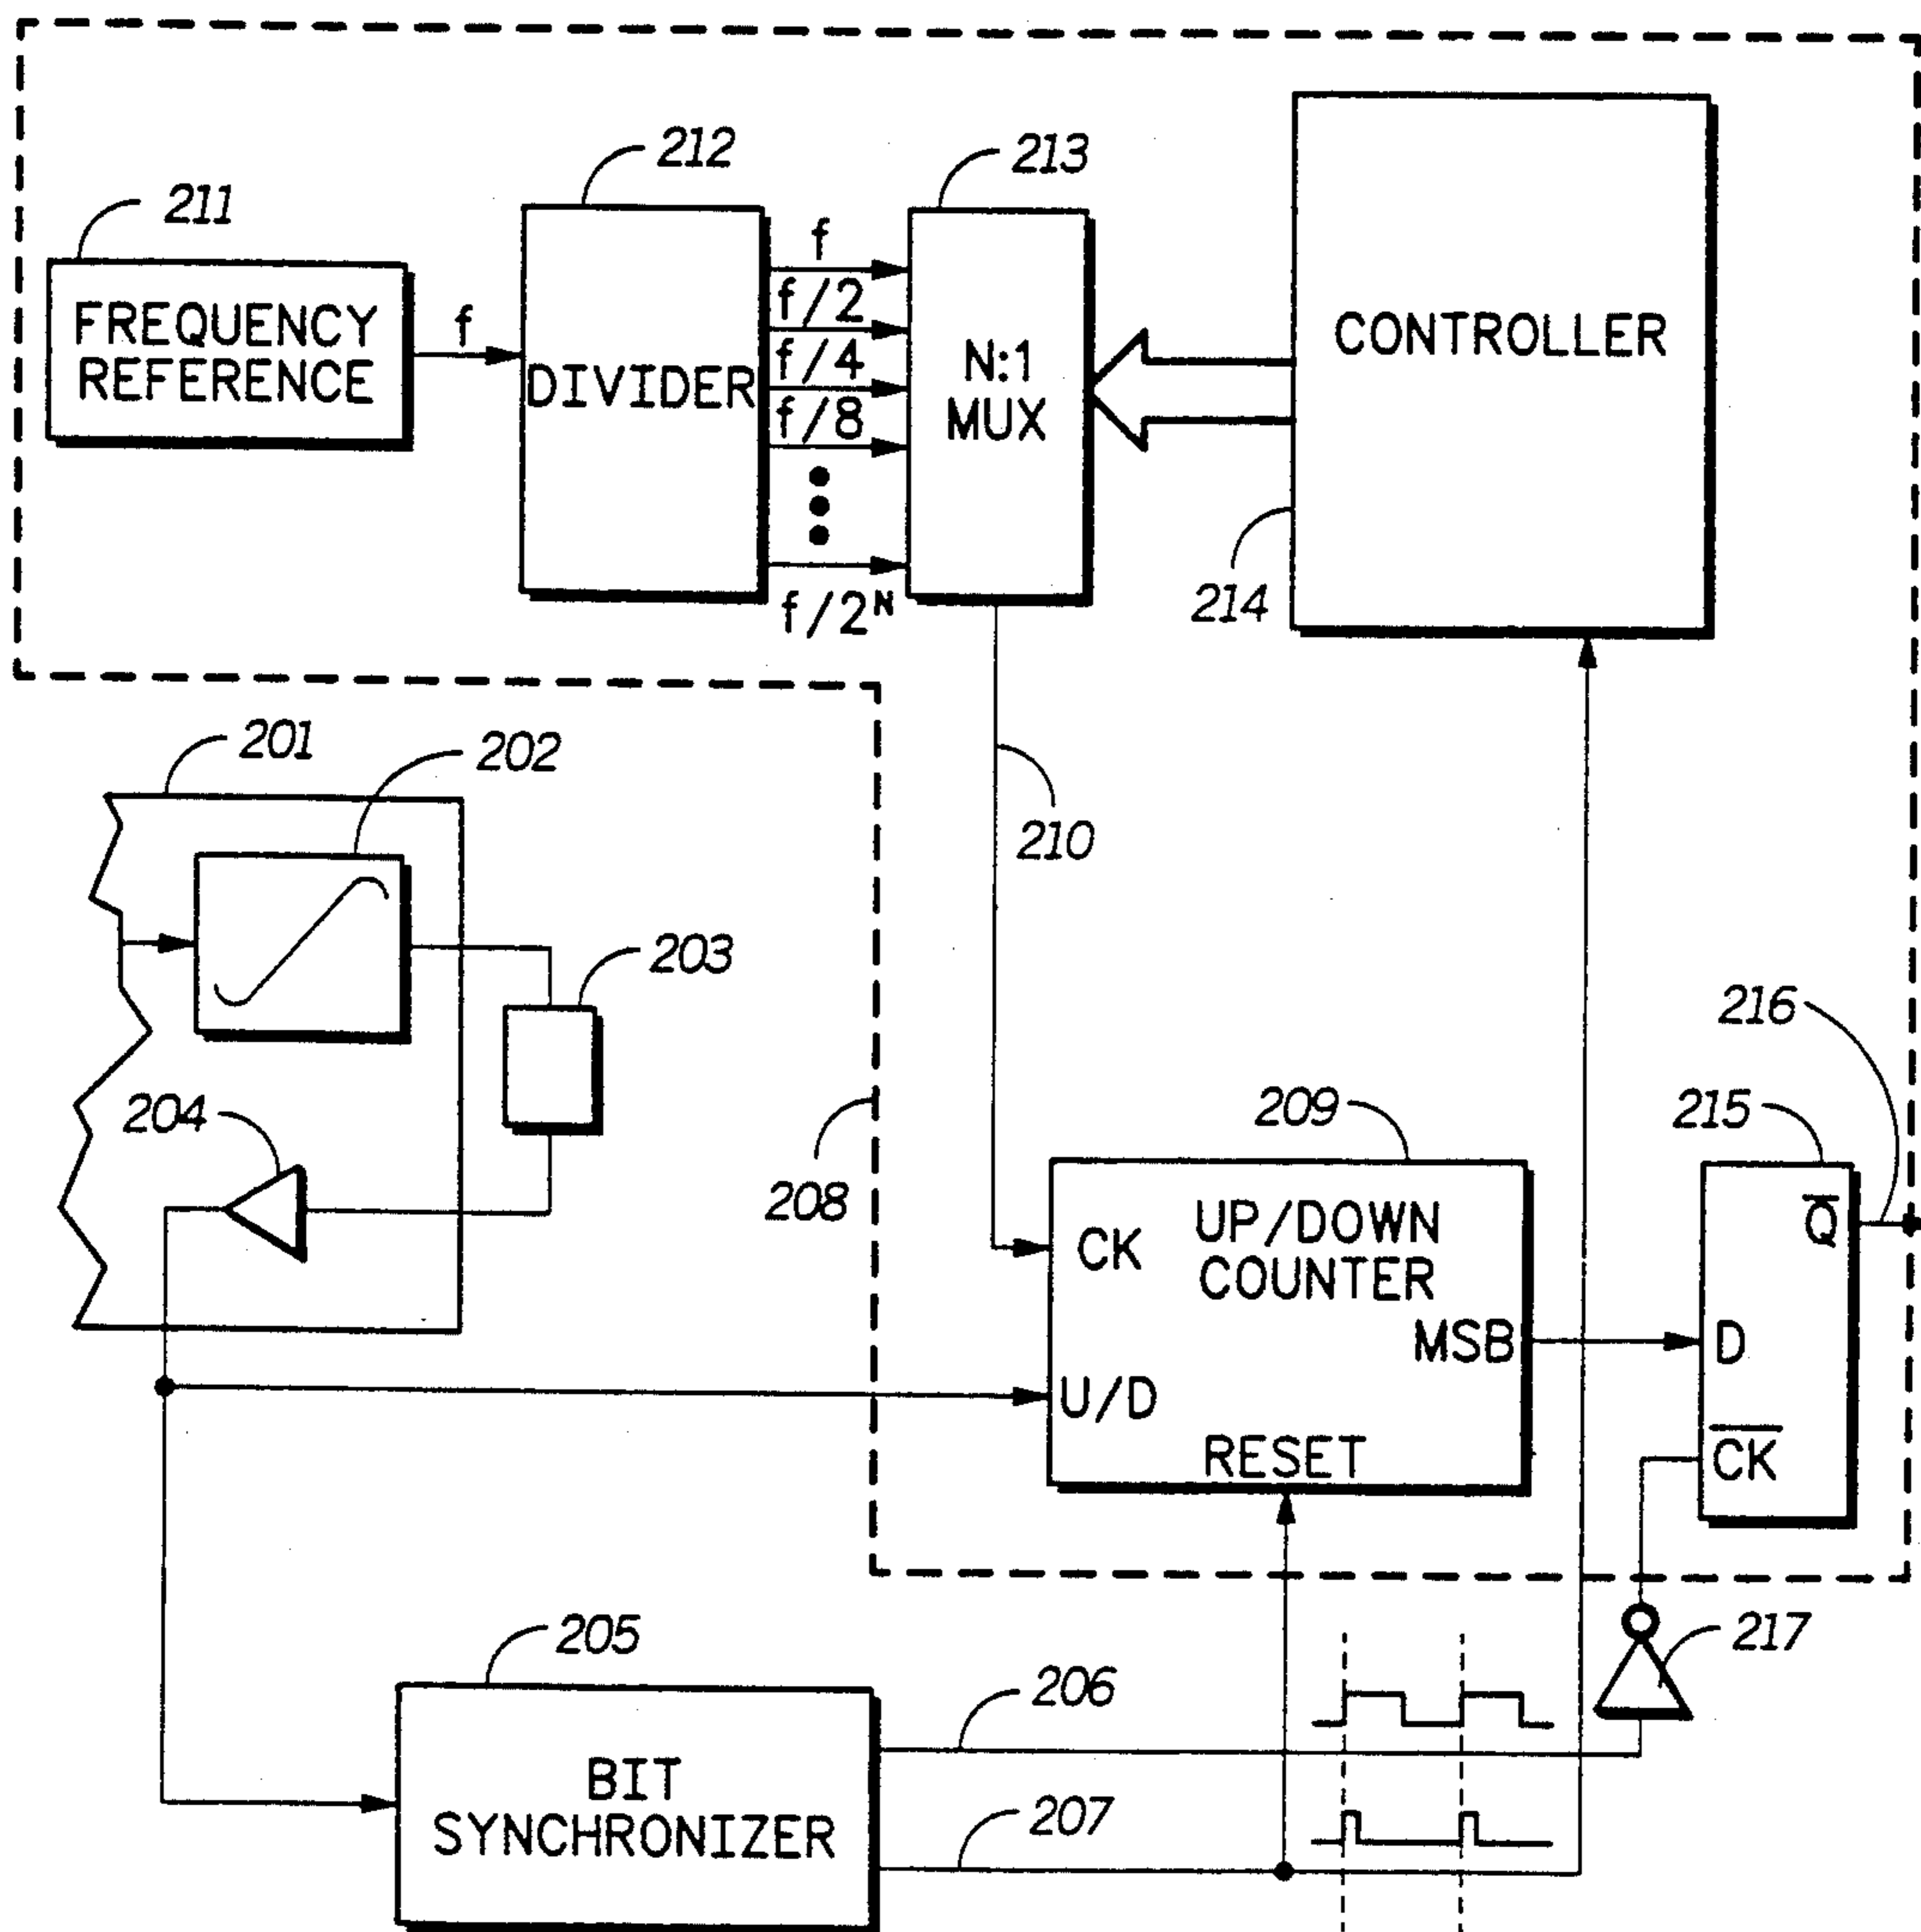 212
213
211
f
FREQUENCY
REFERENCE
f
DIVIDER
f/2
f/4
f/8
f/2ᴺ
N:1
MUX
CONTROLLER
214
201
202
210
203
204
208
209
216
215
CK
UP/DOWN
COUNTER
MSB
U/D
RESET
Q̅
D
C̅K̅
205
206
217
BIT
SYNCHRONIZER
207